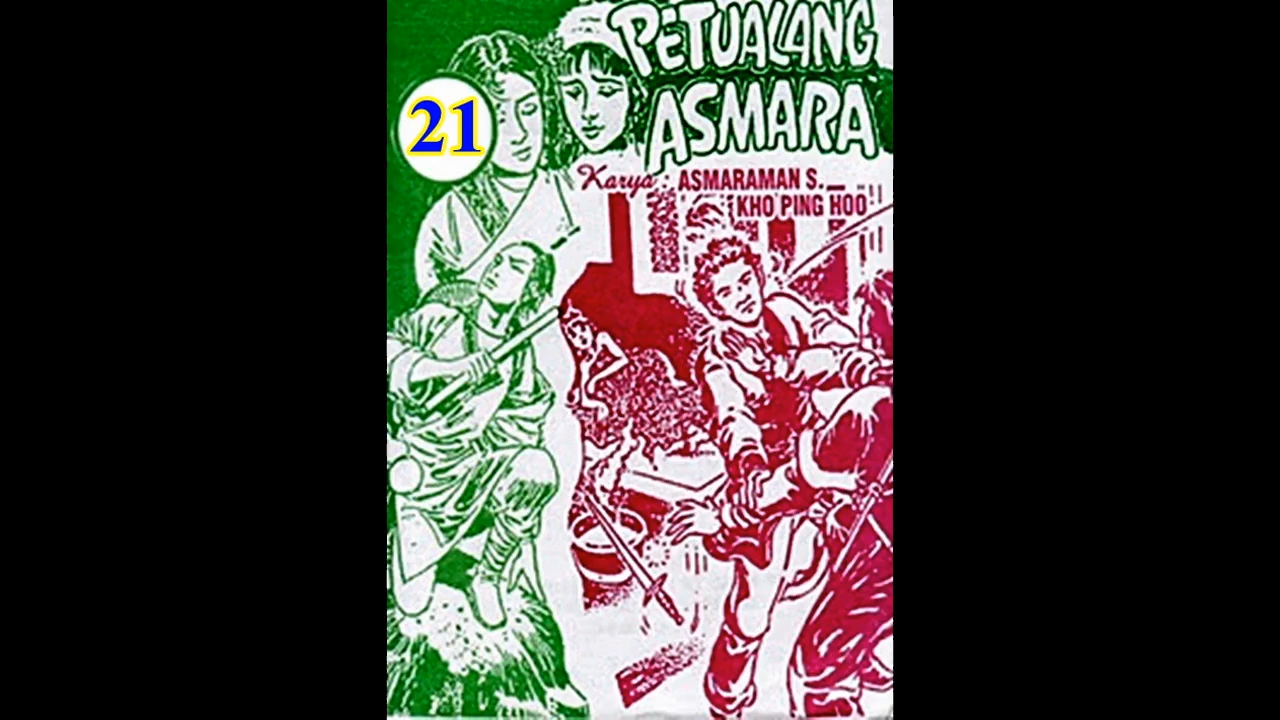 PETUALANG
ASMARA
21
Karya : ASMARAMAN S.
KHO PING HOO